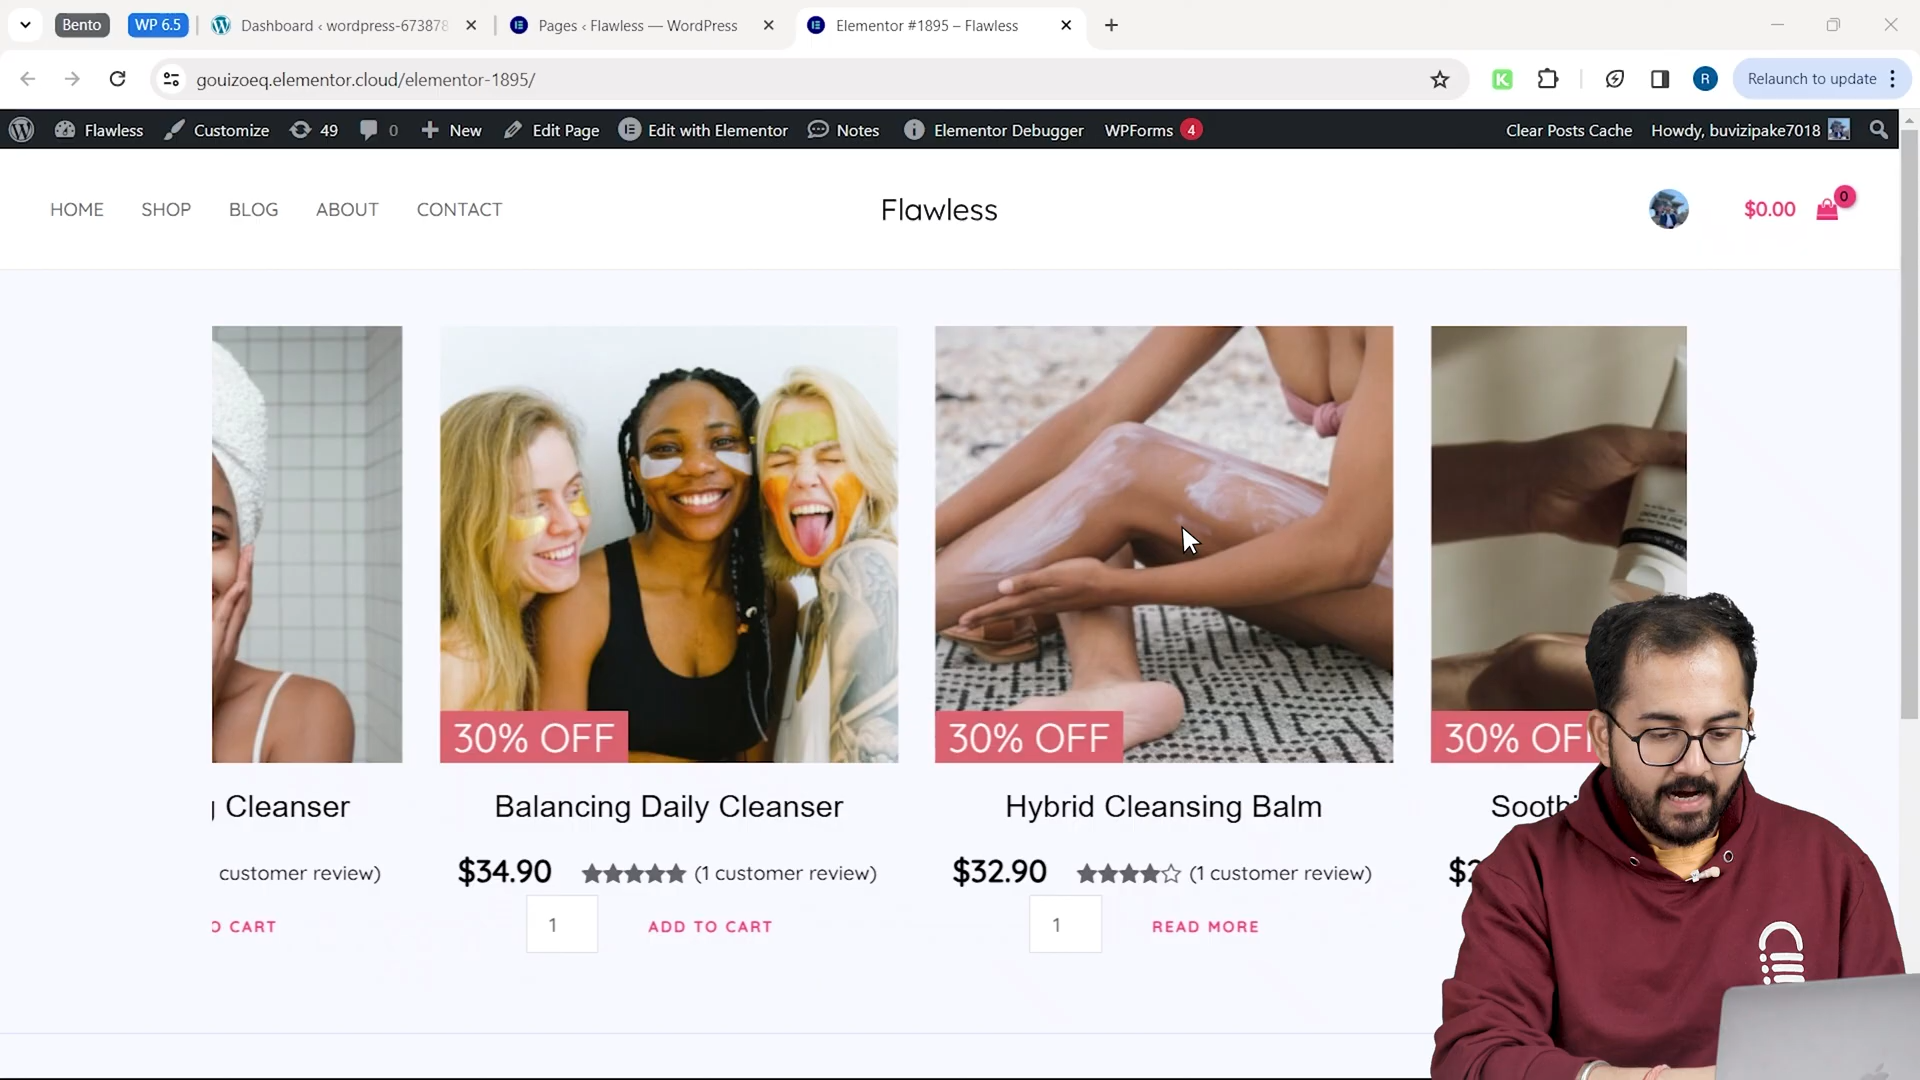 Bento WP 6.5 Dashboard ‹ wordpress-673878 Pages ‹ Flawless — WordPress Elementor #1895 – Flawless
gouizoeq.elementor.cloud/elementor-1895/ R Relaunch to update
Flawless Customize 49 0 New Edit Page Edit with Elementor Notes Elementor Debugger WPForms 4 Clear Posts Cache Howdy, buvizipake7018
HOME SHOP BLOG ABOUT CONTACT Flawless $0.00 0
30% OFF 30% OFF 30% OFF
Cleanser Balancing Daily Cleanser Hybrid Cleansing Balm
customer review) $34.90 (1 customer review) $32.90 (1 customer review)
O CART 1 ADD TO CART 1 READ MORE